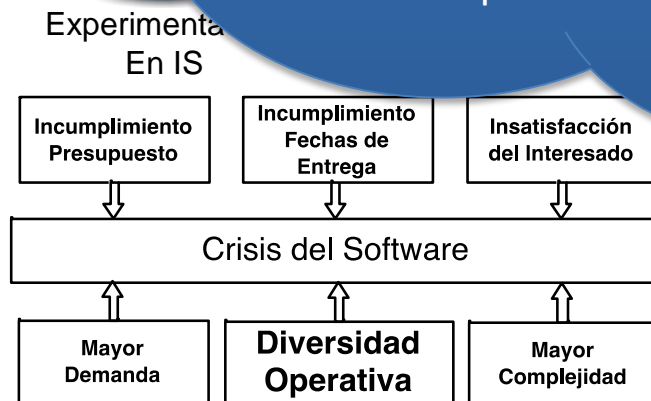 Experimenta
En IS
Incumplimiento
Presupuesto
Incumplimiento
Fechas de
Entrega
Insatisfacción
del Interesado
Crisis del Software
Mayor
Demanda
Diversidad
Operativa
Mayor
Complejidad